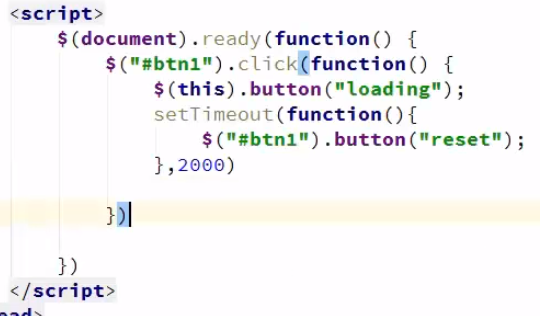 <script>
$(document).ready(function() {
$("#btn1").click(function() {
$(this).button("loading");
setTimeout(function(){
$("#btn1").button("reset");
},2000)
})
})
</script>